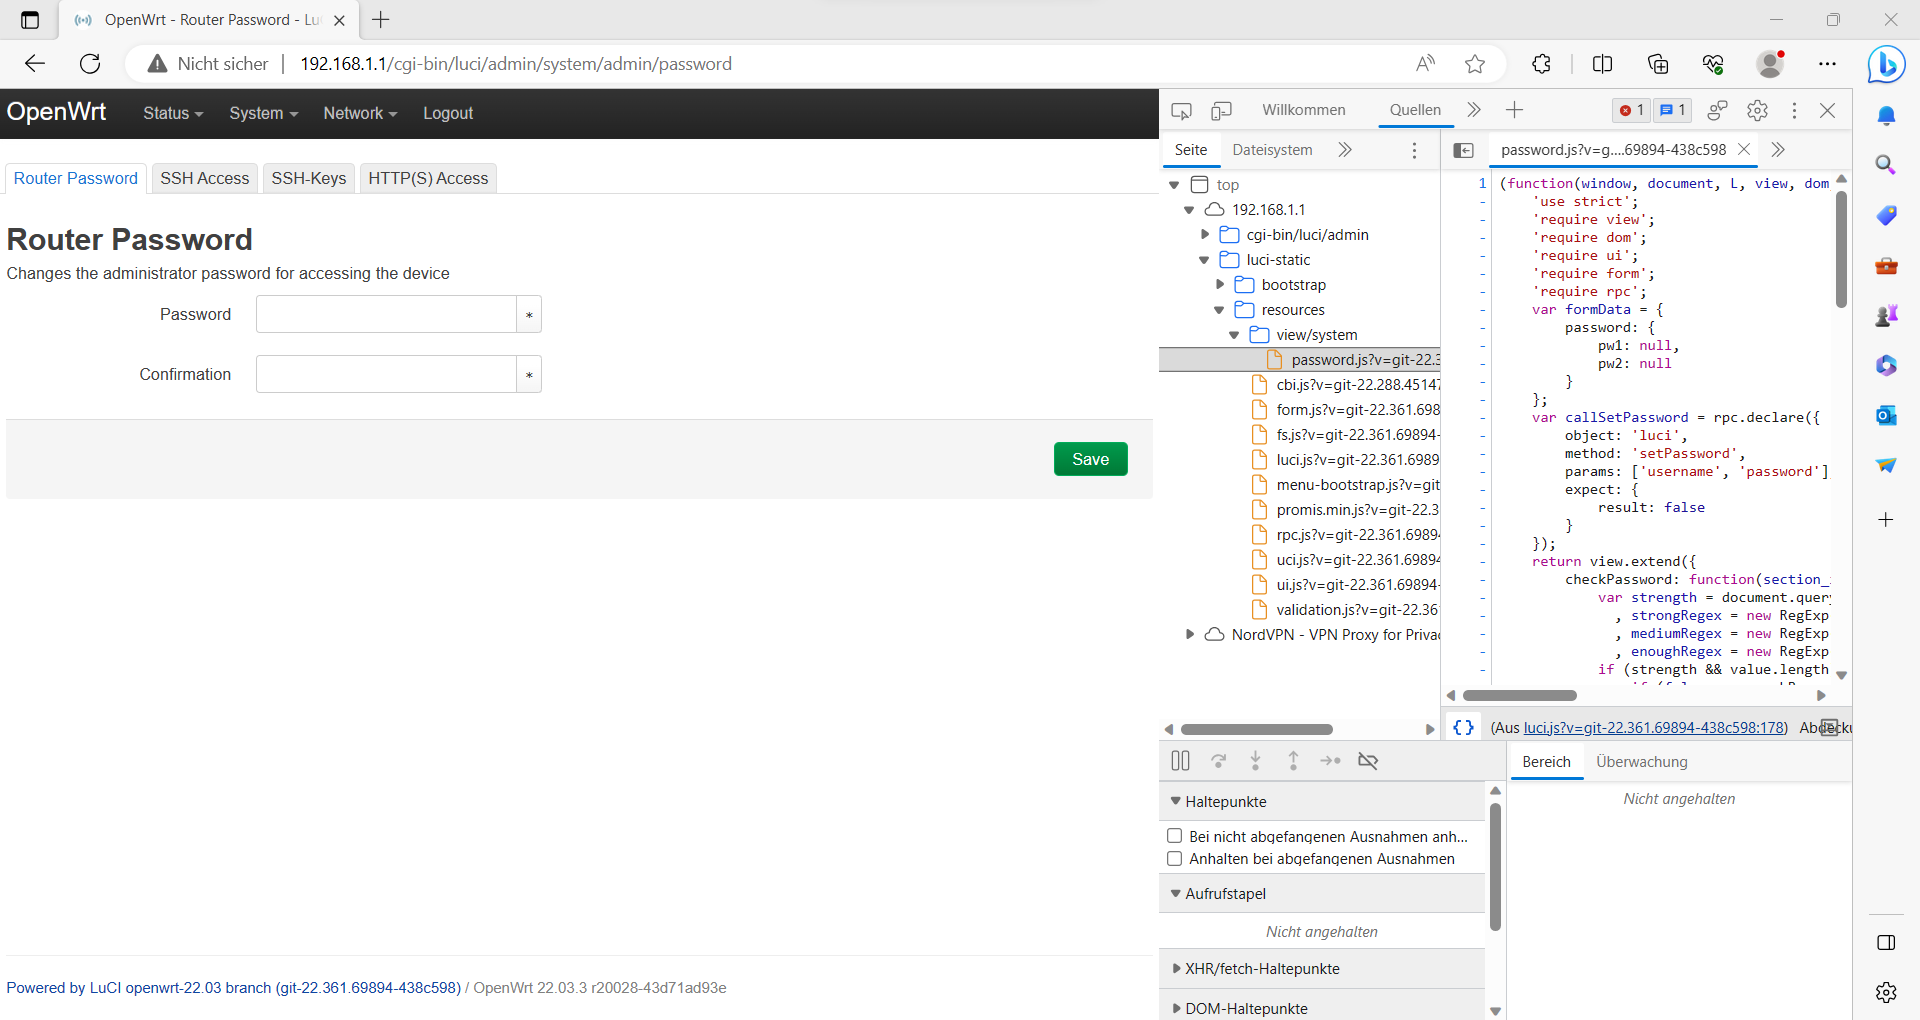 OpenWrt - Router Password - Lu
Nicht sicher
192.168.1.1/cgi-bin/luci/admin/system/admin/password
OpenWrt
Status
System
Network
Logout
Router Password
SSH Access
SSH-Keys
HTTP(S) Access
Router Password
Changes the administrator password for accessing the device
Password
*
Confirmation
*
Save
Powered by LuCI openwrt-22.03 branch (git-22.361.69894-438c598) / OpenWrt 22.03.3 r20028-43d71ad93e
Willkommen
Quellen
1
1
Seite
Dateisystem
top
192.168.1.1
cgi-bin/luci/admin
luci-static
bootstrap
resources
view/system
password.js?v=git-22.3
cbi.js?v=git-22.288.45147
form.js?v=git-22.361.698
fs.js?v=git-22.361.69894-
luci.js?v=git-22.361.6989
menu-bootstrap.js?v=git
promis.min.js?v=git-22.3
rpc.js?v=git-22.361.6989
uci.js?v=git-22.361.6989
ui.js?v=git-22.361.69894-
validation.js?v=git-22.36
NordVPN - VPN Proxy for Priva
password.js?v=g....69894-438c598
1 (function(window, document, L, view, dom
- 'use strict';
- 'require view';
- 'require dom';
- 'require ui';
- 'require form';
- 'require rpc';
- var formData = {
- password: {
- pw1: null,
- pw2: null
- }
- };
- var callSetPassword = rpc.declare({
- object: 'luci',
- method: 'setPassword',
- params: ['username', 'password']
- expect: {
- result: false
- }
- });
- return view.extend({
- checkPassword: function(section_
- var strength = document.query
- , strongRegex = new RegExp
- , mediumRegex = new RegExp
- , enoughRegex = new RegExp
- if (strength && value.length
{} (Aus luci.js?v=git-22.361.69894-438c598:178)
Haltepunkte
Bei nicht abgefangenen Ausnahmen anh...
Anhalten bei abgefangenen Ausnahmen
Aufrufstapel
Nicht angehalten
XHR/fetch-Haltepunkte
DOM-Haltepunkte
Bereich
Überwachung
Nicht angehalten